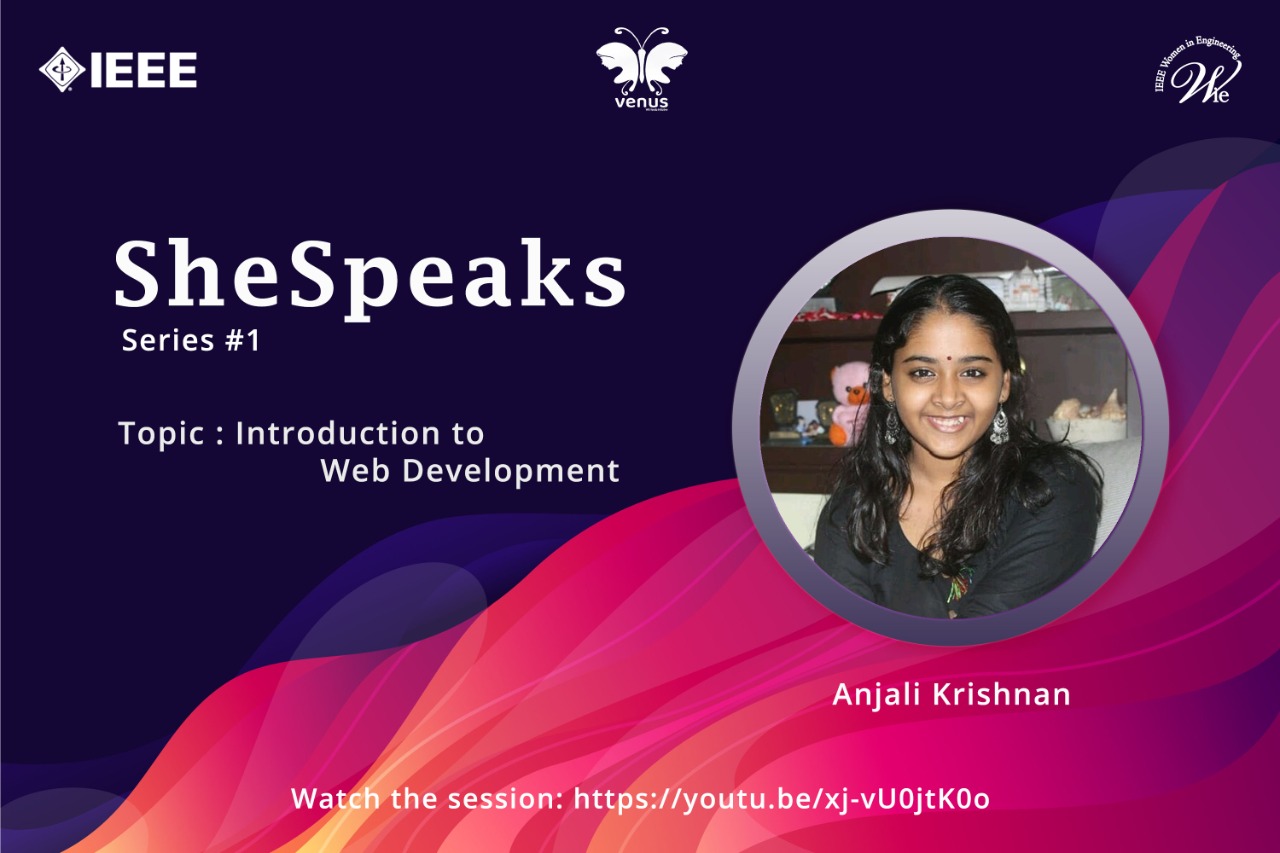 IEEE
venus
IEEE Women in Engineering
Wie
SheSpeaks
Series #1
Topic : Introduction to
Web Development
Anjali Krishnan
Watch the session: https://youtu.be/xj-vU0jtK0o